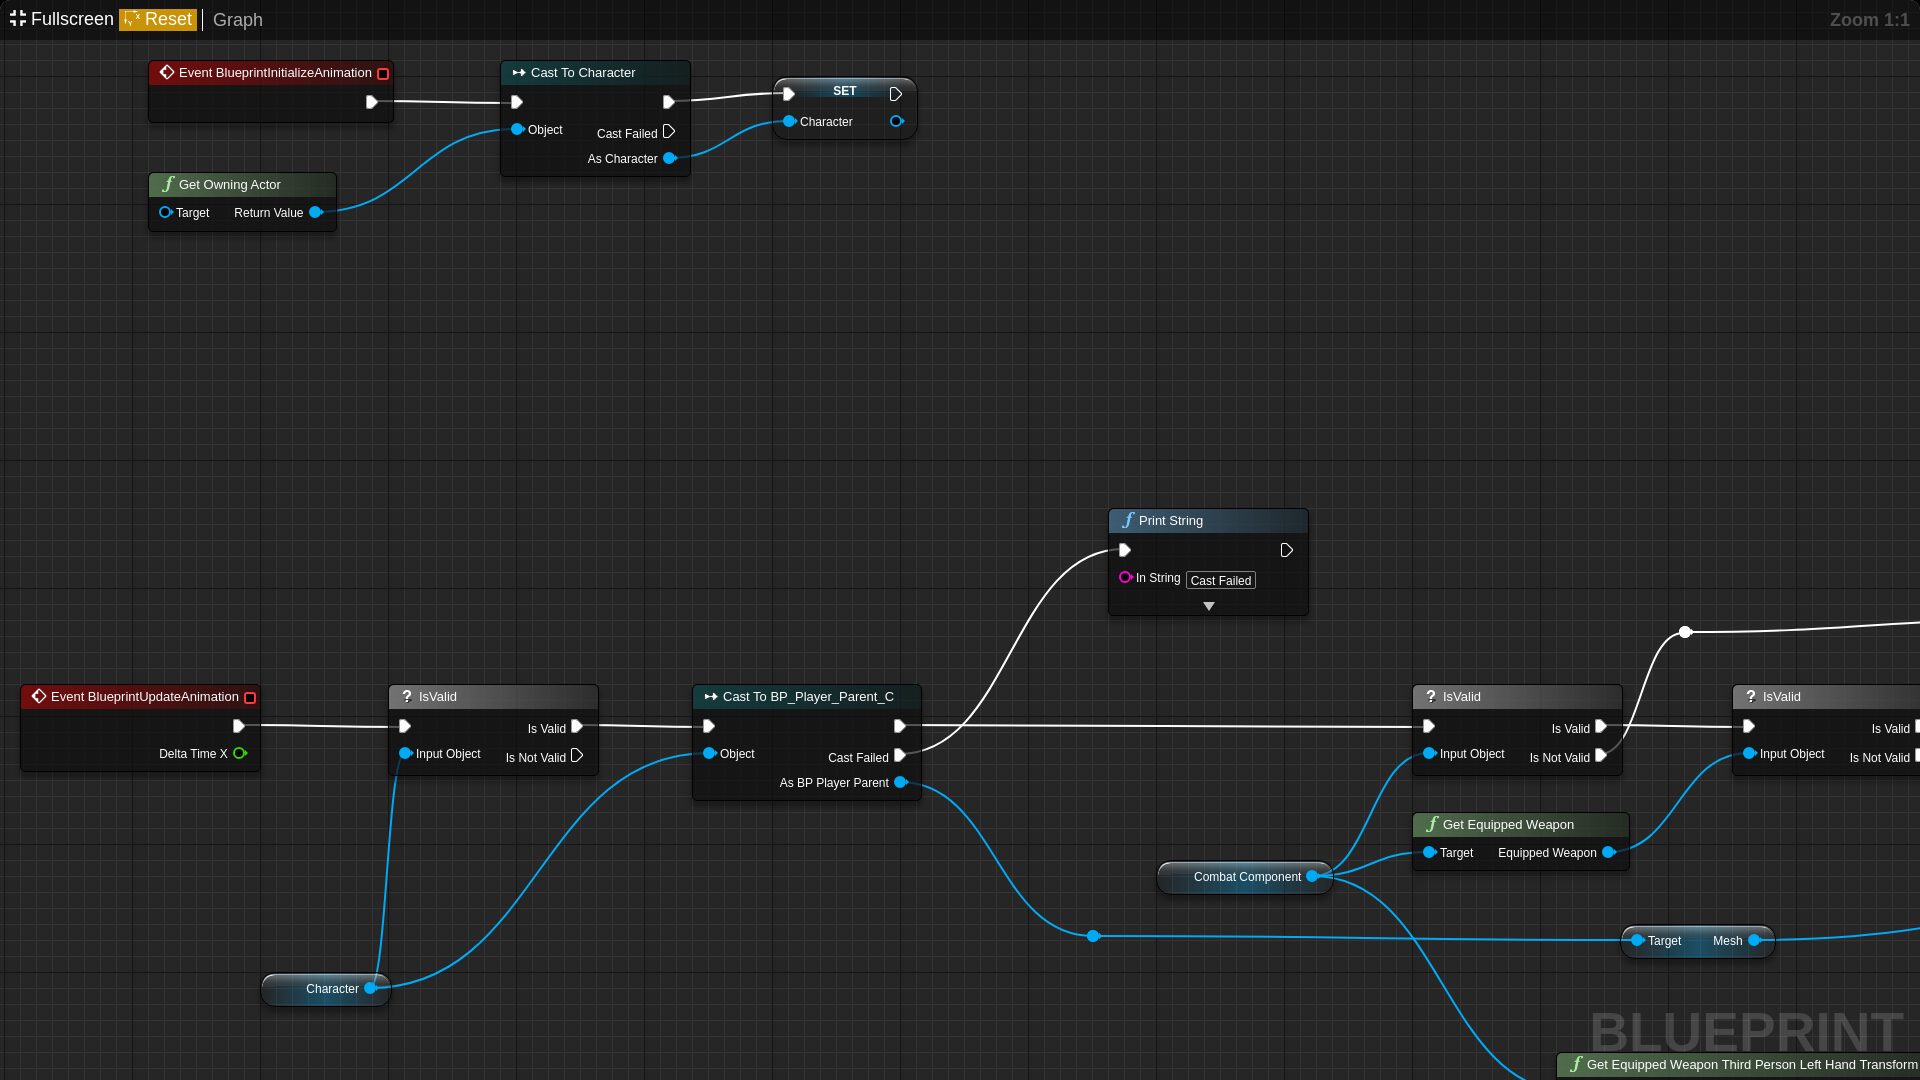 Fullscreen Reset Graph
Zoom 1:1
Event BlueprintInitializeAnimation
Cast To Character
Object
Cast Failed
As Character
SET
Character
Get Owning Actor
Target Return Value
Print String
In String Cast Failed
Event BlueprintUpdateAnimation
Delta Time X
? IsValid
Is Valid
Input Object
Is Not Valid
Cast To BP_Player_Parent_C
Object
Cast Failed
As BP Player Parent
? IsValid
Is Valid
Input Object
Is Not Valid
? IsValid
Is Valid
Input Object
Is Not Valid
Get Equipped Weapon
Target Equipped Weapon
Combat Component
Target Mesh
Character
BLUEPRINT
Get Equipped Weapon Third Person Left Hand Transform